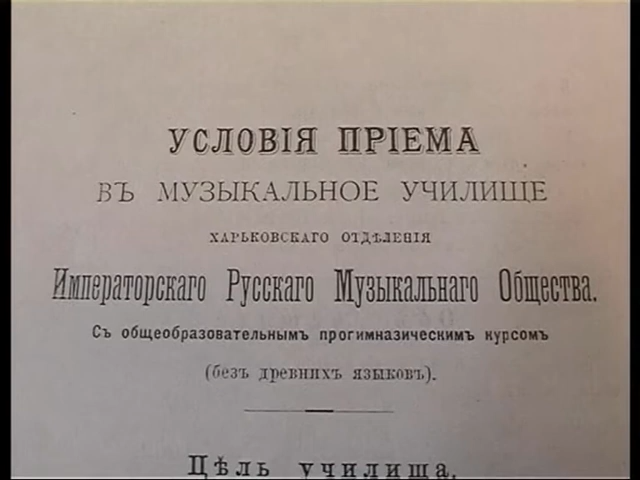 УСЛОВІЯ ПРІЕМА
ВЪ МУЗЫКАЛЬНОЕ УЧИЛИЩЕ
ХАРЬКОВСКАГО ОТДѢЛЕНІЯ
Императорскаго Русскаго Музыкальнаго Общества.
Съ общеобразовательнымъ прогимназическимъ курсомъ
(безъ древнихъ языковъ).
Цѣль училища.